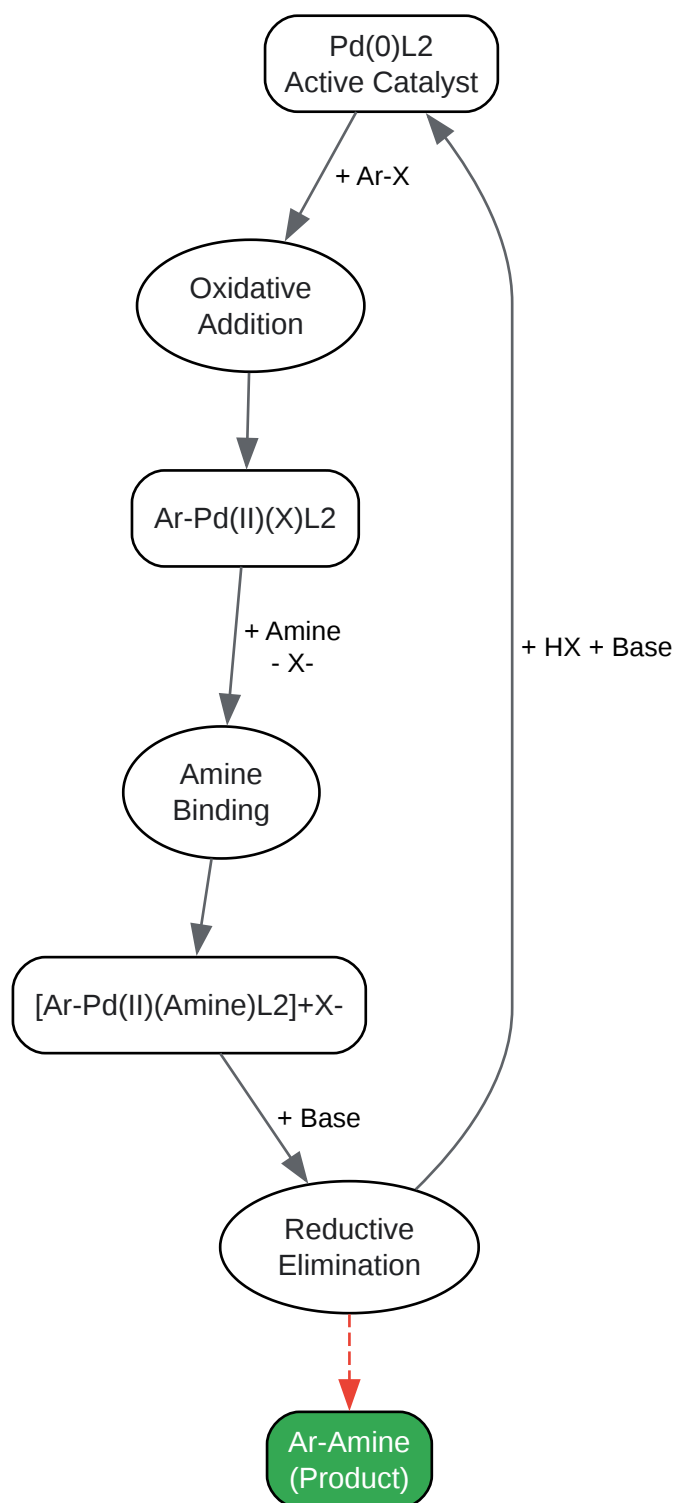 Pd(0)L2
Active Catalyst
+ Ar-X
Oxidative
Addition
Ar-Pd(II)(X)L2
+ Amine
- X-
+ HX + Base
Amine
Binding
[Ar-Pd(II)(Amine)L2]+X-
+ Base
Reductive
Elimination
Ar-Amine
(Product)